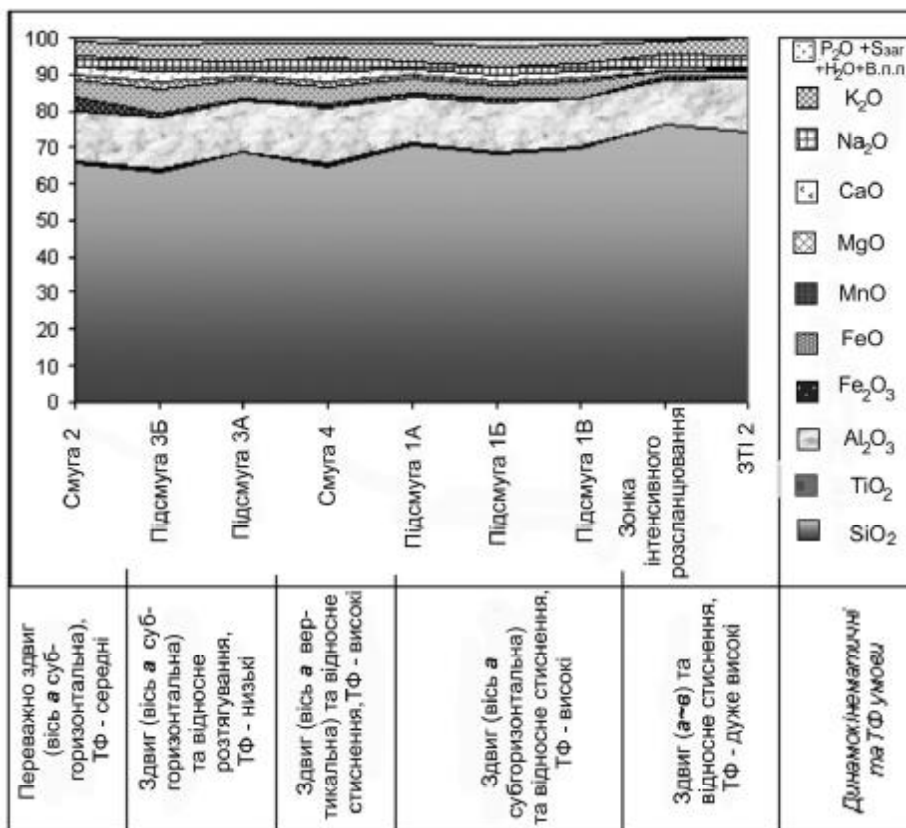 100
90
80
70
60
50
40
30
20
10
0
Смуга 2
Підсмуга 3Б
Підсмуга 3А
Смуга 4
Підсмуга 1А
Підсмуга 1Б
Підсмуга 1В
Зонка
інтенсивного
розсланцювання
ЗТІ 2
P₂O +Sзаг
+H₂O+В.п.п
K₂O
Na₂O
CaO
MgO
MnO
FeO
Fe₂O₃
Al₂O₃
TiO₂
SiO₂
Переважно здвиг
(вісь а суб-
горизонтальна),
ТФ - середні
Здвиг (вісь а суб-
горизонтальна)
та відносне
розтягування,
ТФ - низькі
Здвиг (вісь а вер-
тикальна) та відносне
стиснення,ТФ - високі
Здвиг (вісь а
субгоризонтальна)
та відносне стиснення,
ТФ - високі
Здвиг (а~в) та
відносне стиснення,
ТФ - дуже високі
Динамокінематичні
та ТФ умови